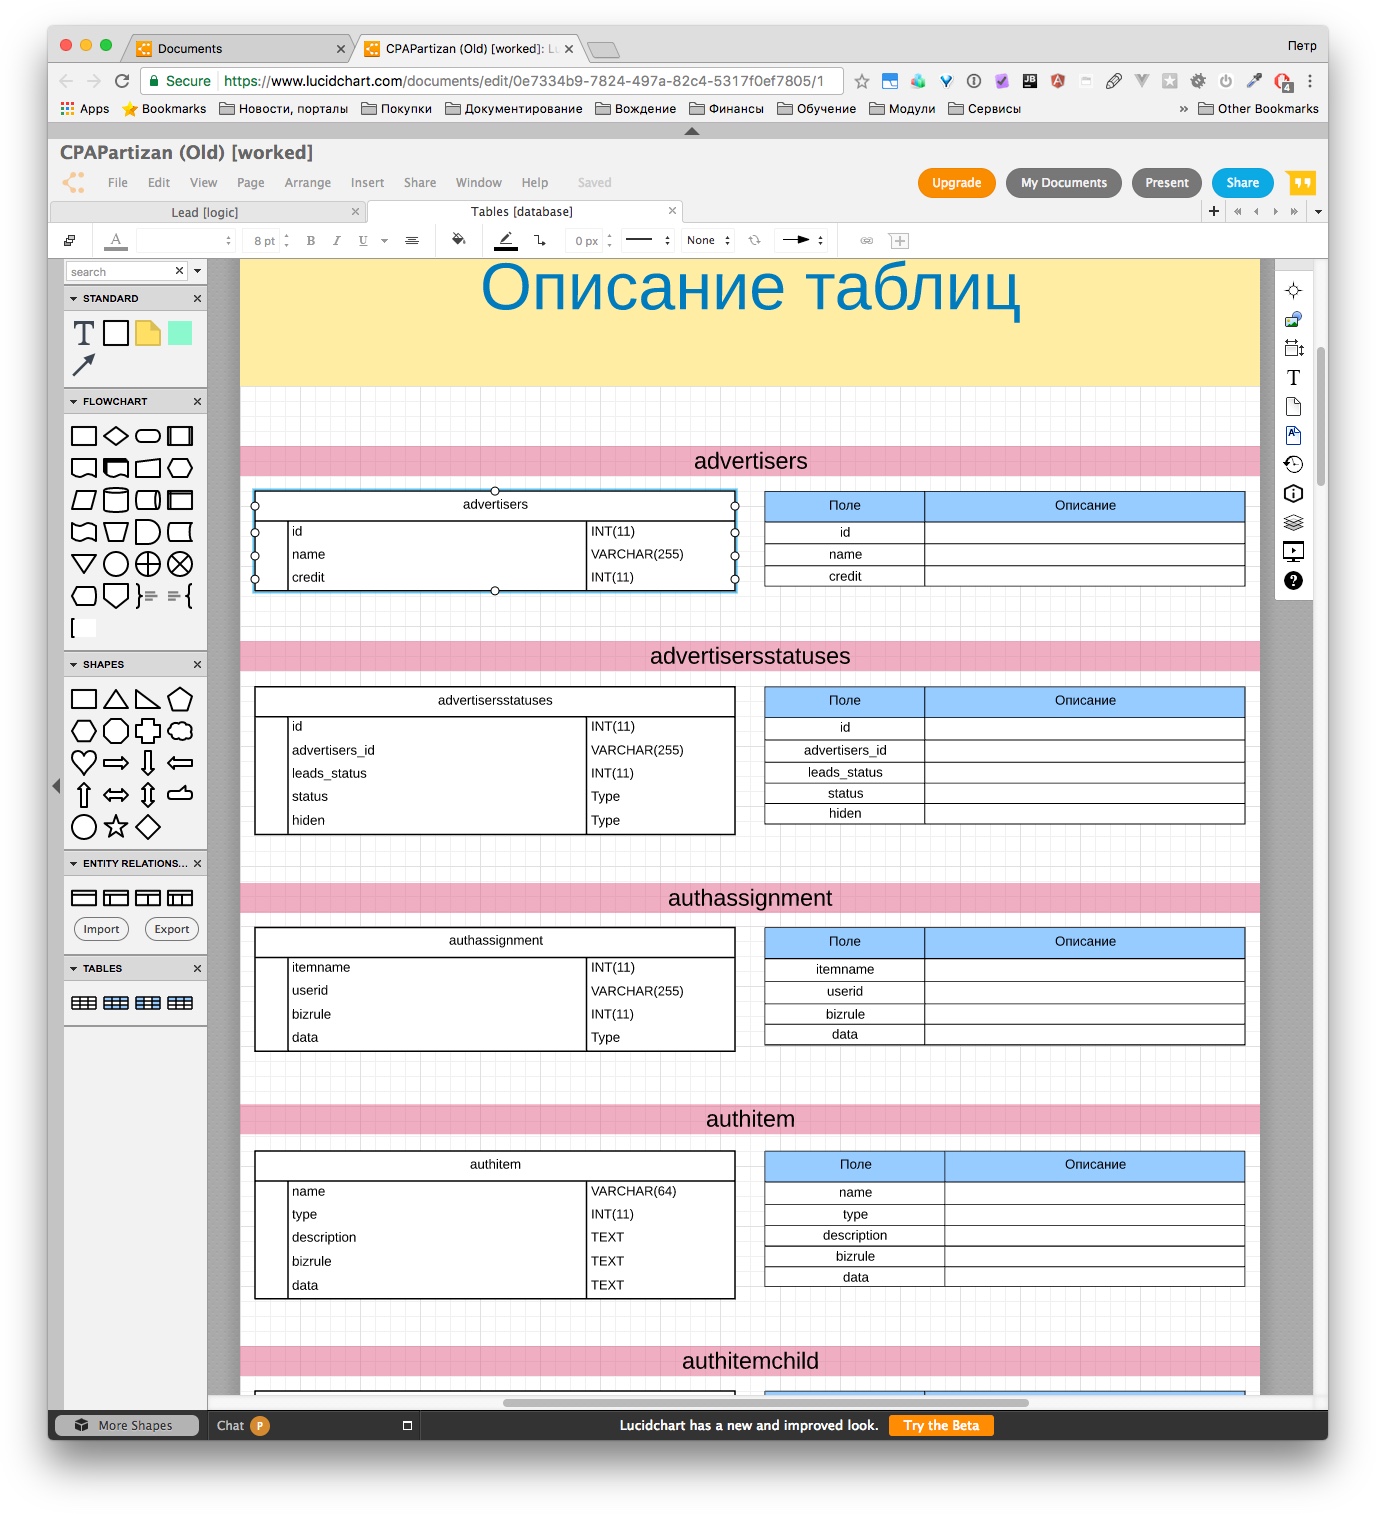 Documents
CPAPartizan (Old) [worked]: Lu
Петр
Secure https://www.lucidchart.com/documents/edit/0e7334b9-7824-497a-82c4-5317f0ef7805/1
Apps Bookmarks Новости, порталы Покупки Документирование Вождение Финансы Обучение Модули Сервисы » Other Bookmarks
CPAPartizan (Old) [worked]
File Edit View Page Arrange Insert Share Window Help Saved
Upgrade My Documents Present Share
Lead [logic] Tables [database]
A 8 pt B I U 0 px None
search
STANDARD
T
FLOWCHART
SHAPES
ENTITY RELATIONS...
Import Export
TABLES
Описание таблиц
advertisers
advertisers
id INT(11)
name VARCHAR(255)
credit INT(11)
Поле Описание
id
name
credit
advertisersstatuses
advertisersstatuses
id INT(11)
advertisers_id VARCHAR(255)
leads_status INT(11)
status Type
hiden Type
Поле Описание
id
advertisers_id
leads_status
status
hiden
authassignment
authassignment
itemname INT(11)
userid VARCHAR(255)
bizrule INT(11)
data Type
Поле Описание
itemname
userid
bizrule
data
authitem
authitem
name VARCHAR(64)
type INT(11)
description TEXT
bizrule TEXT
data TEXT
Поле Описание
name
type
description
bizrule
data
authitemchild
T
More Shapes Chat P Lucidchart has a new and improved look. Try the Beta